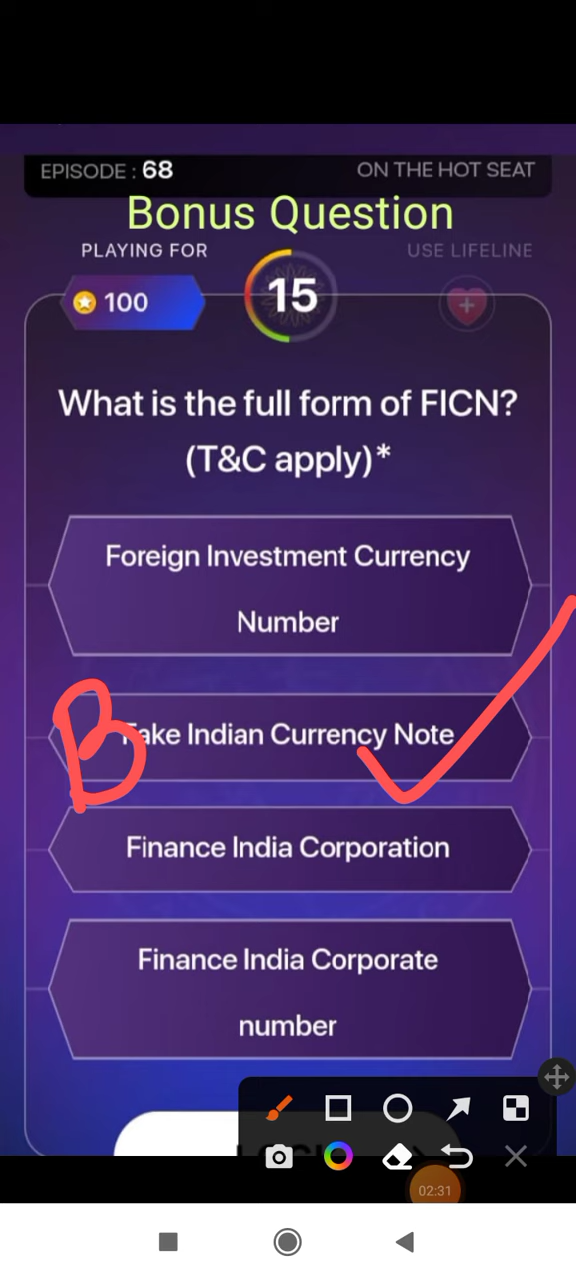 EPISODE : 68 ON THE HOT SEAT
Bonus Question
PLAYING FOR USE LIFELINE
100 15
What is the full form of FICN?
(T&C apply)*
Foreign Investment Currency
Number
B Fake Indian Currency Note
Finance India Corporation
Finance India Corporate
number
02:31